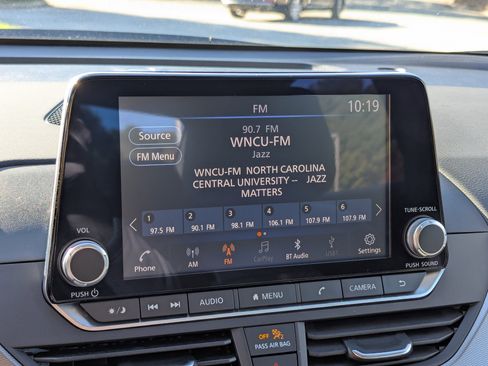 FM
10:19
Source
FM Menu
90.7 FM
WNCU-FM
Jazz
WNCU-FM NORTH CAROLINA
CENTRAL UNIVERSITY -- JAZZ
MATTERS
1 2 3 4 5 6
97.5 FM 90.1 FM 98.1 FM 106.1 FM 107.9 FM 107.9 FM
Phone AM FM CarPlay BT Audio USB1 Settings
VOL
PUSH
TUNE·SCROLL
PUSH SOUND
AUDIO MENU CAMERA
OFF 2
PASS AIR BAG